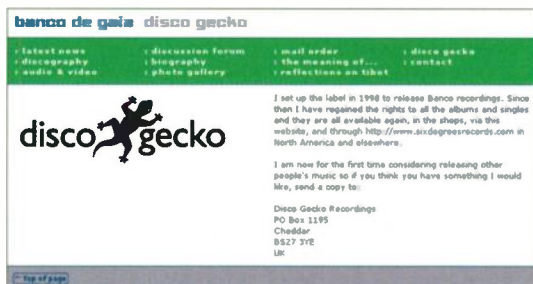 banco de gaia disco gecko
› latest news › discussion forum › mail order › disco gecko
› discography › biography › the meaning of... › contact
› audio & video › photo gallery › reflections on tibet
disco gecko
I set up the label in 1998 to release Banco recordings. Since
then I have regained the rights to all the albums and singles
and they are all available again, in the shops, via this
website, and through http://www.sixdegreesrecords.com in
North America and elsewhere.
I am now for the first time considering releasing other
people's music so if you think you have something I would
like, send a copy to:
Disco Gecko Recordings
PO Box 1195
Cheddar
BS27 3YE
UK
^ top of page